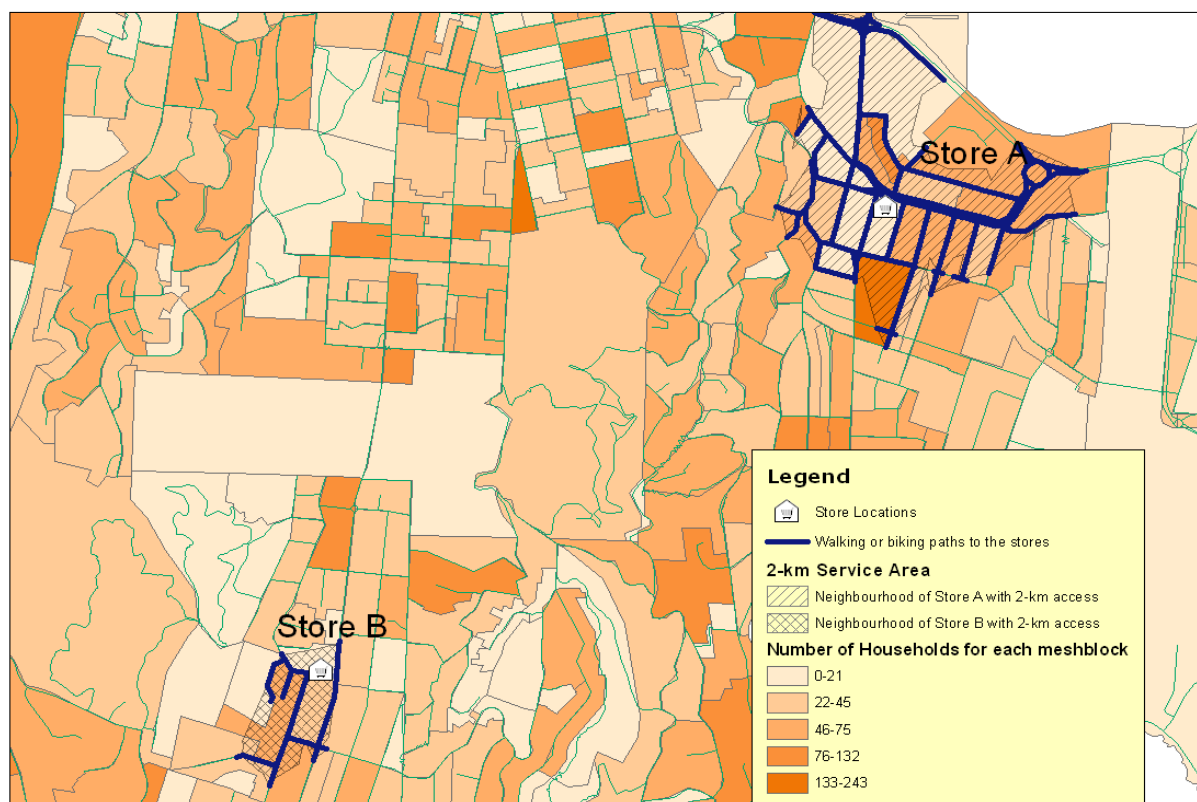 Store A
Store B
Legend
Store Locations
Walking or biking paths to the stores
2-km Service Area
Neighbourhood of Store A with 2-km access
Neighbourhood of Store B with 2-km access
Number of Households for each meshblock
0-21
22-45
46-75
76-132
133-243